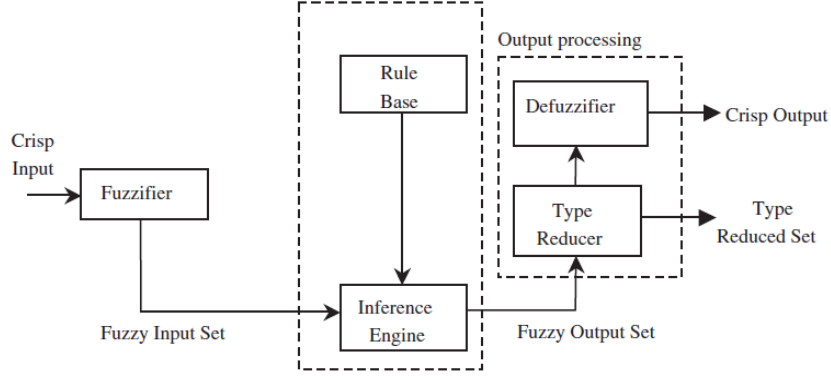 Output processing
Rule
Base
Defuzzifier
Crisp Output
Crisp
Input
Fuzzifier
Type
Reducer
Type
Reduced Set
Inference
Engine
Fuzzy Input Set
Fuzzy Output Set